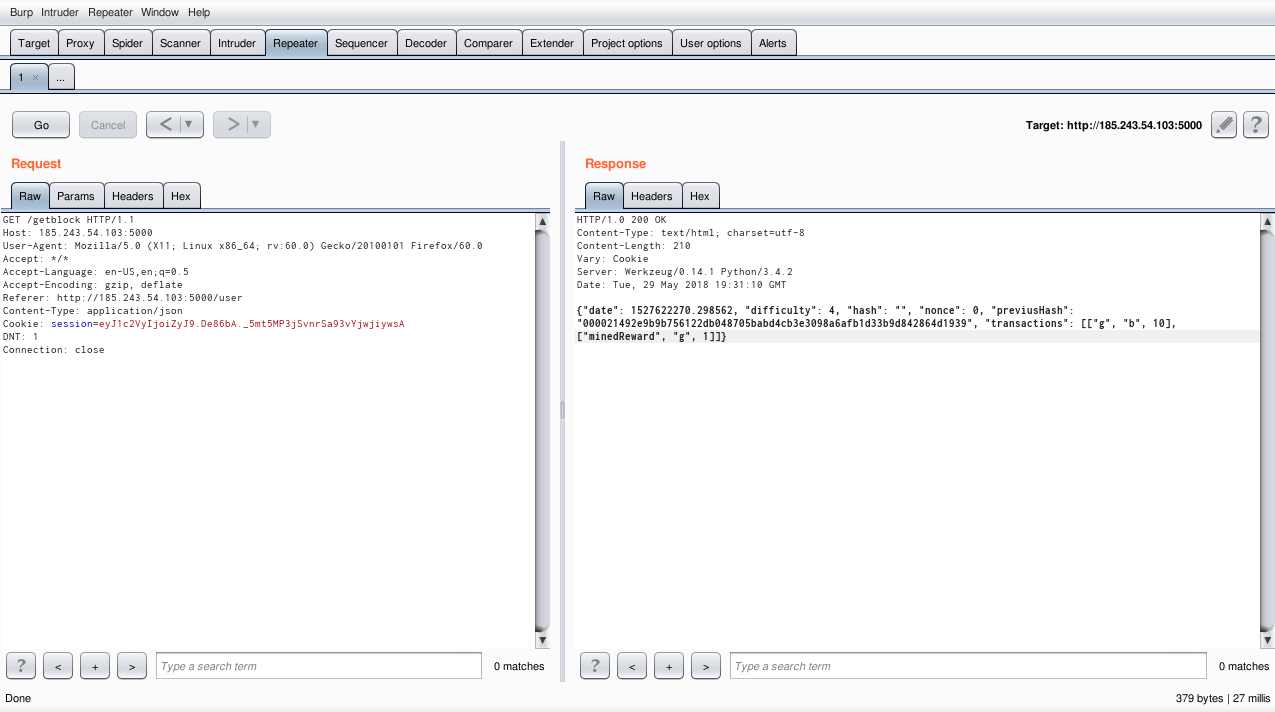 Burp Intruder Repeater Window Help
Target Proxy Spider Scanner Intruder Repeater Sequencer Decoder Comparer Extender Project options User options Alerts
1 × ...
Go Cancel < ▼ > ▼ Target: http://185.243.54.103:5000 ?
Request
Raw Params Headers Hex
GET /getblock HTTP/1.1
Host: 185.243.54.103:5000
User-Agent: Mozilla/5.0 (X11; Linux x86_64; rv:60.0) Gecko/20100101 Firefox/60.0
Accept: */*
Accept-Language: en-US,en;q=0.5
Accept-Encoding: gzip, deflate
Referer: http://185.243.54.103:5000/user
Content-Type: application/json
Cookie: session=eyJ1c2VyIjoiZyJ9.De86bA._5mt5MP3jSvnrSa93vYjwjiywsA
DNT: 1
Connection: close
? < + > Type a search term 0 matches
Response
Raw Headers Hex
HTTP/1.0 200 OK
Content-Type: text/html; charset=utf-8
Content-Length: 210
Vary: Cookie
Server: Werkzeug/0.14.1 Python/3.4.2
Date: Tue, 29 May 2018 19:31:10 GMT
{"date": 1527622270.298562, "difficulty": 4, "hash": "", "nonce": 0, "previusHash":
"000021492e9b9b756122db048705babd4cb3e3098a6afb1d33b9d842864d1939", "transactions": [["g", "b", 10],
["minedReward", "g", 1]]}
? < + > Type a search term 0 matches
Done 379 bytes | 27 millis